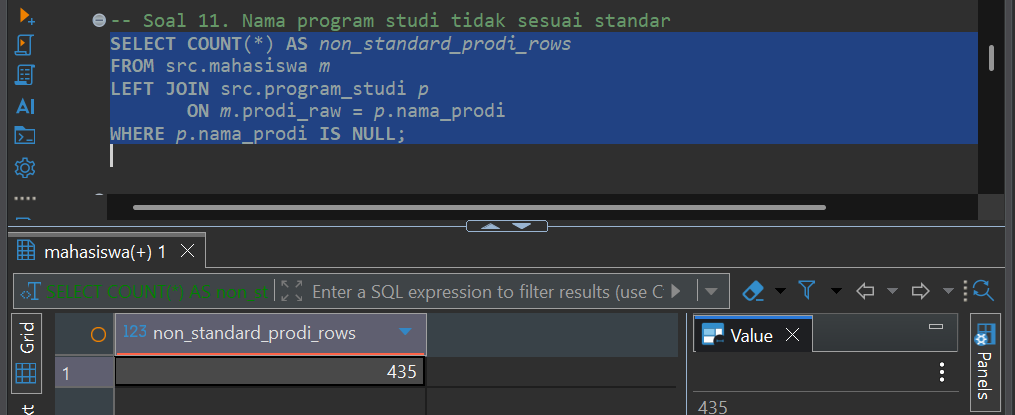 -- Soal 11. Nama program studi tidak sesuai standar
SELECT COUNT(*) AS non_standard_prodi_rows
FROM src.mahasiswa m
LEFT JOIN src.program_studi p
ON m.prodi_raw = p.nama_prodi
WHERE p.nama_prodi IS NULL;
AI
mahasiswa(+) 1
SELECT COUNT(*) AS non_st
Enter a SQL expression to filter results (use C
Grid
123 non_standard_prodi_rows
1
435
Value
435
Panels